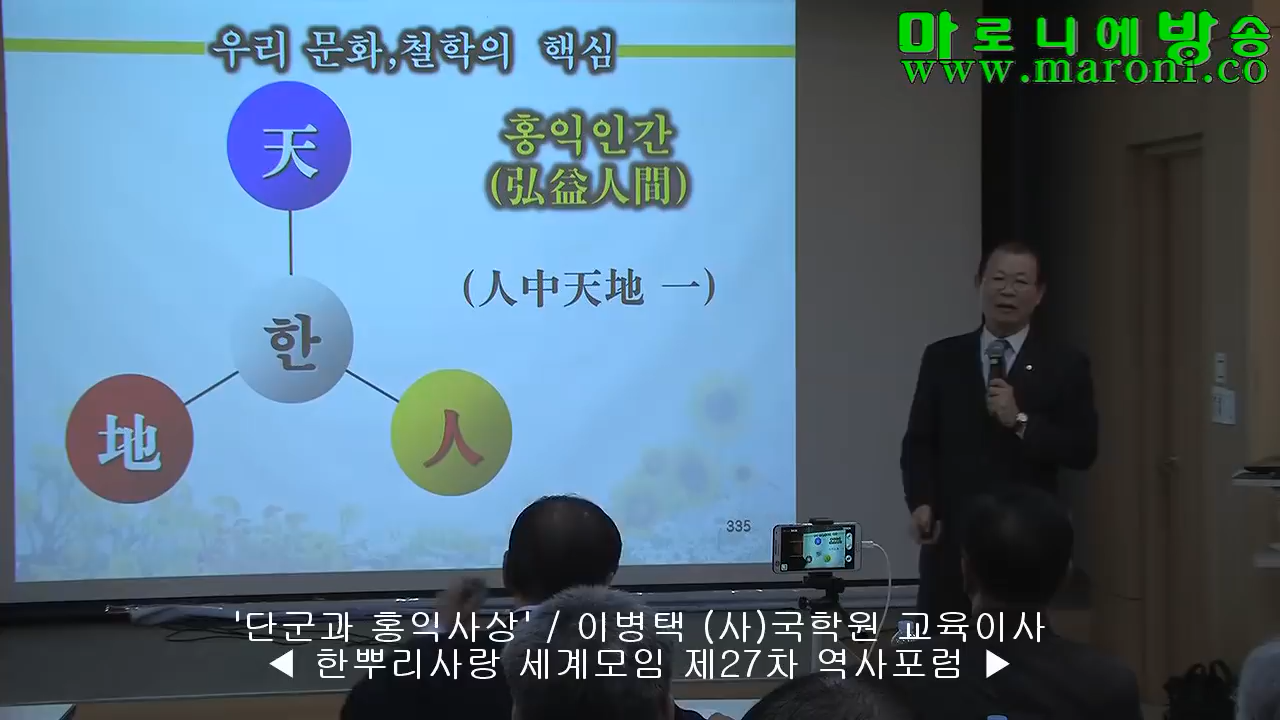 마로니에방송
www.maroni.co
우리 문화,철학의 핵심
天
홍익인간
(弘益人間)
(人中天地 一)
한
地
人
335
'단군과 홍익사상' / 이병택 (사)국학원 교육이사
◀ 한뿌리사랑 세계모임 제27차 역사포럼 ▶